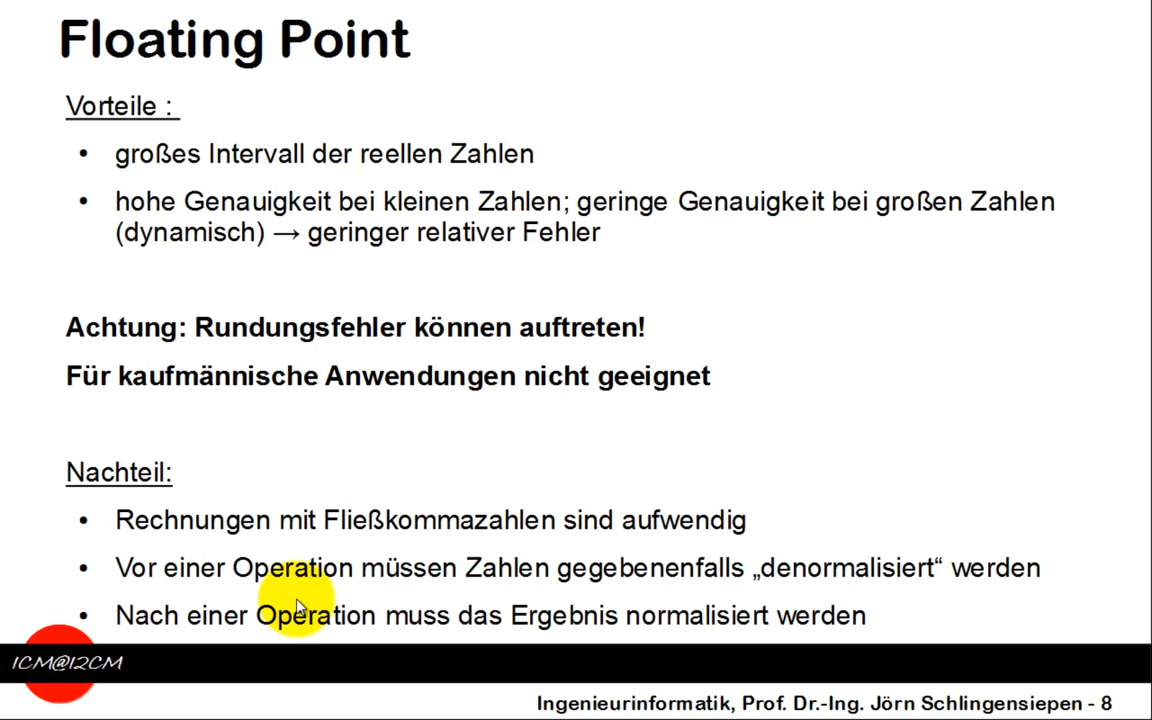 Floating Point
Vorteile :
• großes Intervall der reellen Zahlen
• hohe Genauigkeit bei kleinen Zahlen; geringe Genauigkeit bei großen Zahlen
(dynamisch) → geringer relativer Fehler
Achtung: Rundungsfehler können auftreten!
Für kaufmännische Anwendungen nicht geeignet
Nachteil:
• Rechnungen mit Fließkommazahlen sind aufwendig
• Vor einer Operation müssen Zahlen gegebenenfalls „denormalisiert“ werden
• Nach einer Operation muss das Ergebnis normalisiert werden
1CM@12CM
Ingenieurinformatik, Prof. Dr.-Ing. Jörn Schlingensiepen - 8